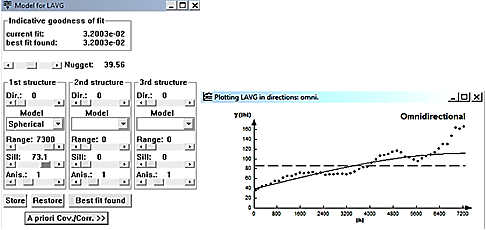 Model for LAVG
Indicative goodness of fit
current fit: 3.2003e-02
best fit found: 3.2003e-02
Nugget: 39.56
1st structure 2nd structure 3rd structure
Dir.: 0 Dir.: 0 Dir.: 0
Model Model Model
Spherical
Range: 7300 Range: 0 Range: 0
Sill: 73.1 Sill: 0 Sill: 0
Anis.: 1 Anis.: 1 Anis.: 1
Store Restore Best fit found
A priori Cov./Corr. >>
Plotting LAVG in directions: omni.
γ(|h|)
Omnidirectional
160
140
120
100
80
60
40
20
0
0 800 1600 2400 3200 4000 4800 5600 6400 7200
|h|